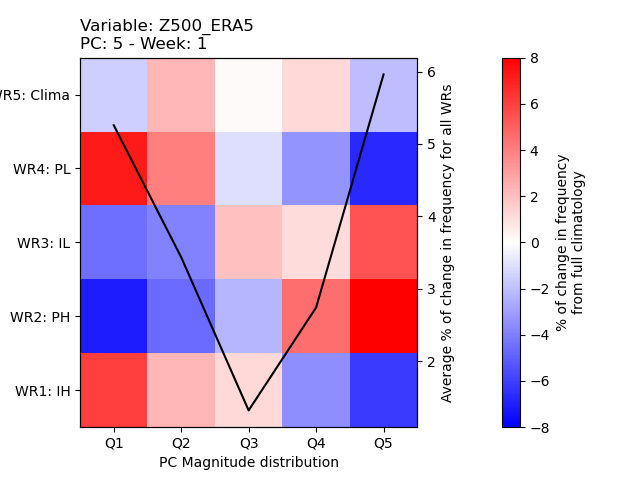 Variable: Z500_ERA5
PC: 5 - Week: 1
WR5: Clima
WR4: PL
WR3: IL
WR2: PH
WR1: IH
Q1 Q2 Q3 Q4 Q5
PC Magnitude distribution
6
5
4
3
2
Average % of change in frequency for all WRs
8
6
4
2
0
−2
−4
−6
−8
% of change in frequency
from full climatology